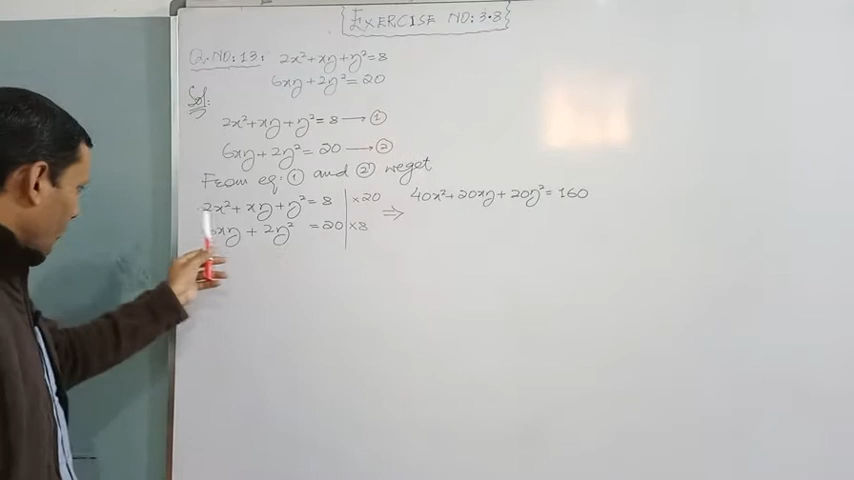 EXERCISE NO:3.8
Q.NO:13: 2x²+xy+y²=8
6xy+2y²=20
Sol:
2x²+xy+y²=8→①
6xy+2y²=20→②
From eq:① and ② we get
2x²+xy+y²=8 | ×20 ⇒ 40x²+20xy+20y²=160
6xy+2y² =20 | ×8